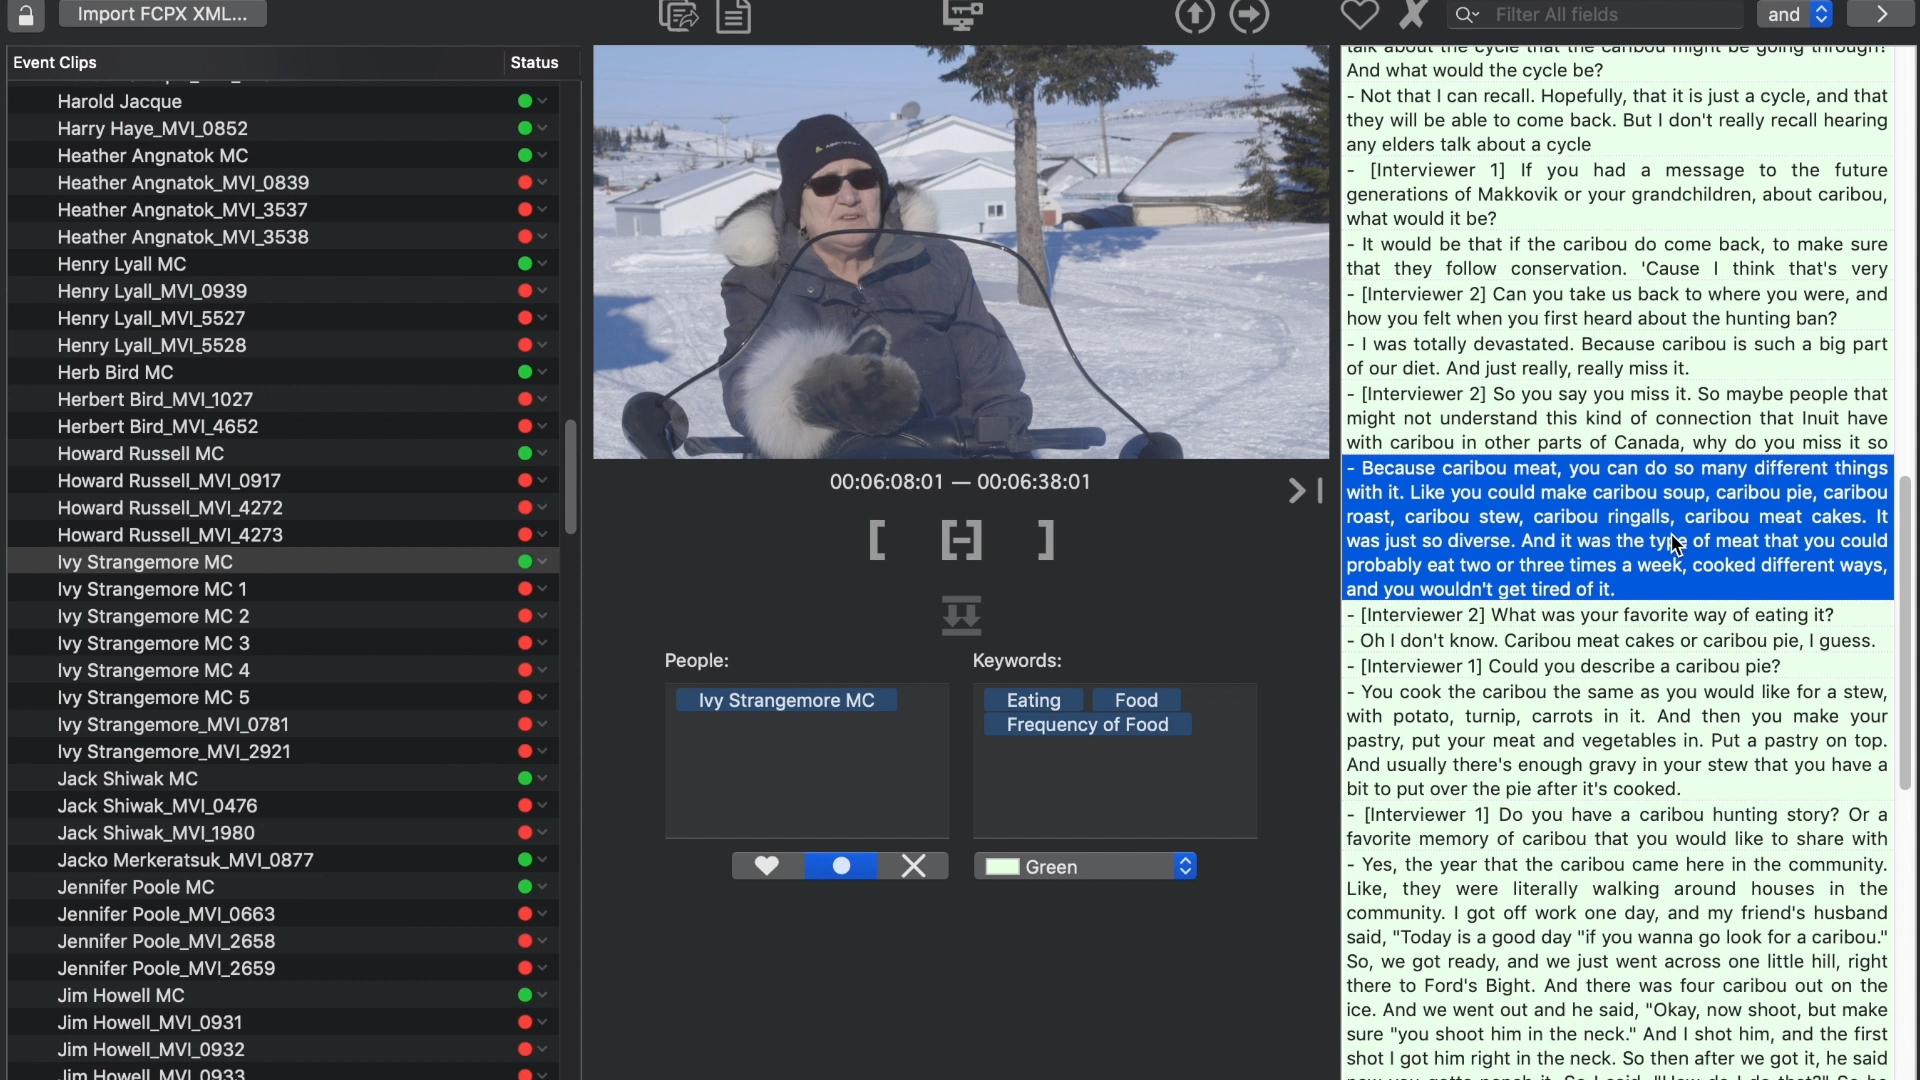 Import FCPX XML...
Filter All fields
and
Event Clips
Status
Harold Jacque
Harry Haye_MVI_0852
Heather Angnatok MC
Heather Angnatok_MVI_0839
Heather Angnatok_MVI_3537
Heather Angnatok_MVI_3538
Henry Lyall MC
Henry Lyall_MVI_0939
Henry Lyall_MVI_5527
Henry Lyall_MVI_5528
Herb Bird MC
Herbert Bird_MVI_1027
Herbert Bird_MVI_4652
Howard Russell MC
Howard Russell_MVI_0917
Howard Russell_MVI_4272
Howard Russell_MVI_4273
Ivy Strangemore MC
Ivy Strangemore MC 1
Ivy Strangemore MC 2
Ivy Strangemore MC 3
Ivy Strangemore MC 4
Ivy Strangemore MC 5
Ivy Strangemore_MVI_0781
Ivy Strangemore_MVI_2921
Jack Shiwak MC
Jack Shiwak_MVI_0476
Jack Shiwak_MVI_1980
Jacko Merkeratsuk_MVI_0877
Jennifer Poole MC
Jennifer Poole_MVI_0663
Jennifer Poole_MVI_2658
Jennifer Poole_MVI_2659
Jim Howell MC
Jim Howell_MVI_0931
Jim Howell_MVI_0932
Jim Howell_MVI_0933
00:06:08:01 — 00:06:38:01
People:
Ivy Strangemore MC
Keywords:
Eating
Food
Frequency of Food
Green
talk about the cycle that the caribou might be going through?
And what would the cycle be?
- Not that I can recall. Hopefully, that it is just a cycle, and that
they will be able to come back. But I don't really recall hearing
any elders talk about a cycle
- [Interviewer 1] If you had a message to the future
generations of Makkovik or your grandchildren, about caribou,
what would it be?
- It would be that if the caribou do come back, to make sure
that they follow conservation. 'Cause I think that's very
- [Interviewer 2] Can you take us back to where you were, and
how you felt when you first heard about the hunting ban?
- I was totally devastated. Because caribou is such a big part
of our diet. And just really, really miss it.
- [Interviewer 2] So you say you miss it. So maybe people that
might not understand this kind of connection that Inuit have
with caribou in other parts of Canada, why do you miss it so
- Because caribou meat, you can do so many different things
with it. Like you could make caribou soup, caribou pie, caribou
roast, caribou stew, caribou ringalls, caribou meat cakes. It
was just so diverse. And it was the type of meat that you could
probably eat two or three times a week, cooked different ways,
and you wouldn't get tired of it.
- [Interviewer 2] What was your favorite way of eating it?
- Oh I don't know. Caribou meat cakes or caribou pie, I guess.
- [Interviewer 1] Could you describe a caribou pie?
- You cook the caribou the same as you would like for a stew,
with potato, turnip, carrots in it. And then you make your
pastry, put your meat and vegetables in. Put a pastry on top.
And usually there's enough gravy in your stew that you have a
bit to put over the pie after it's cooked.
- [Interviewer 1] Do you have a caribou hunting story? Or a
favorite memory of caribou that you would like to share with
- Yes, the year that the caribou came here in the community.
Like, they were literally walking around houses in the
community. I got off work one day, and my friend's husband
said, "Today is a good day "if you wanna go look for a caribou."
So, we got ready, and we just went across one little hill, right
there to Ford's Bight. And there was four caribou out on the
ice. And we went out and he said, "Okay, now shoot, but make
sure "you shoot him in the neck." And I shot him, and the first
shot I got him right in the neck. So then after we got it, he said